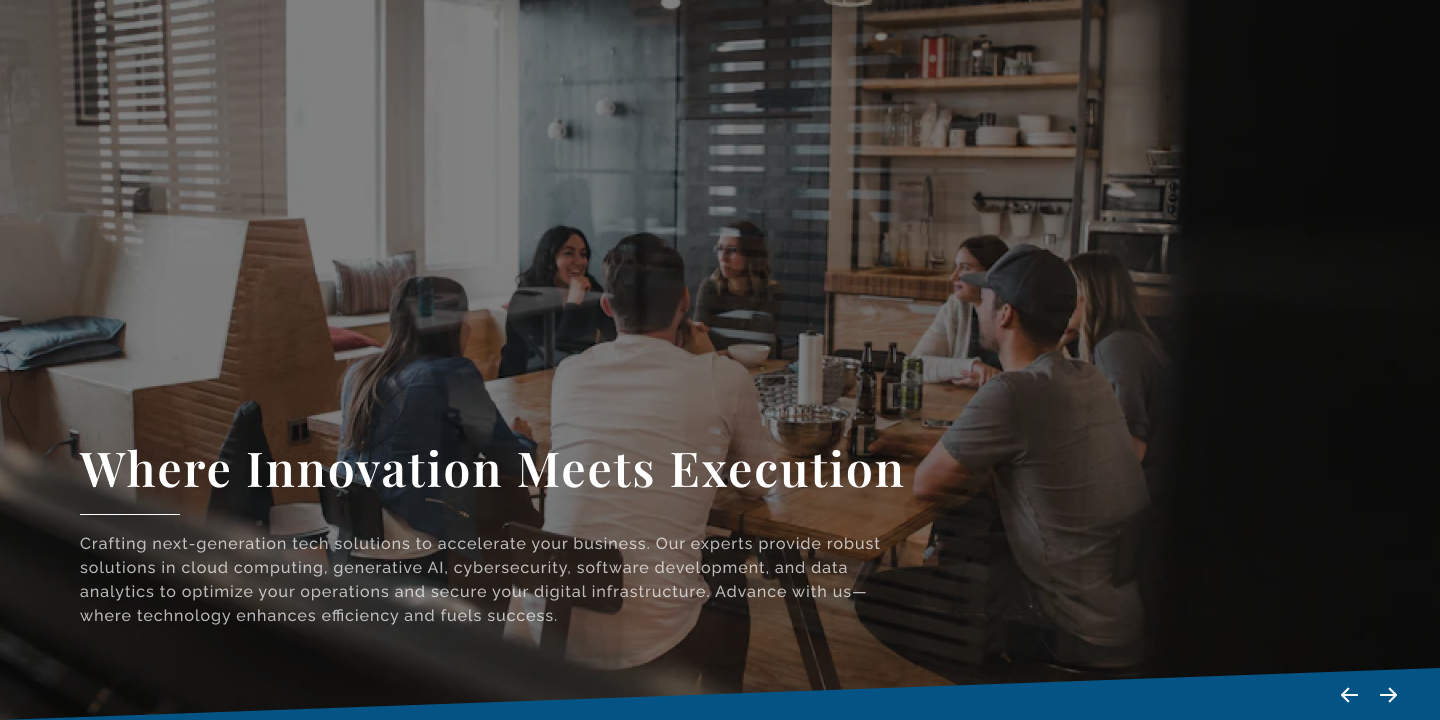 Where Innovation Meets Execution
Crafting next-generation tech solutions to accelerate your business. Our experts provide robust
solutions in cloud computing, generative AI, cybersecurity, software development, and data
analytics to optimize your operations and secure your digital infrastructure. Advance with us—
where technology enhances efficiency and fuels success.